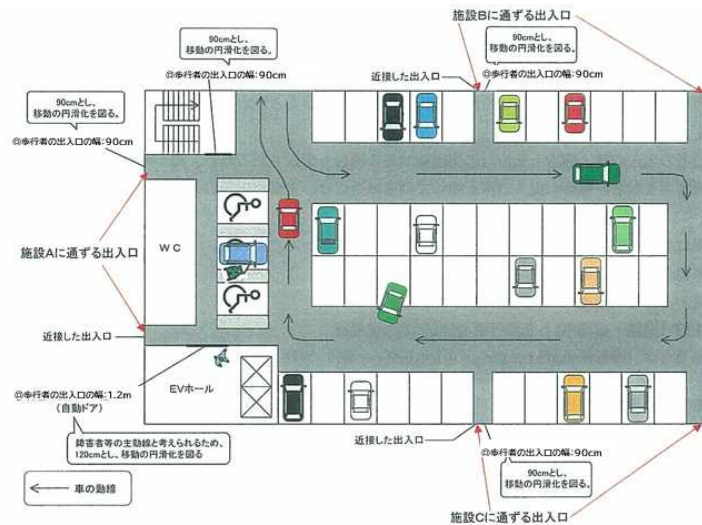 施設Bに通ずる出入口
90cmとし、
移動の円滑化を図る。
90cmとし、
移動の円滑化を図る。
◎歩行者の出入口の幅:90cm
近接した出入口
◎歩行者の出入口の幅:90cm
90cmとし、
移動の円滑化を図る。
◎歩行者の出入口の幅:90cm
WC
施設Aに通ずる出入口
近接した出入口
EVホール
◎歩行者の出入口の幅:1.2m
(自動ドア)
障害者等の主動線と考えられるため、
120cmとし、移動の円滑化を図る
近接した出入口
◎歩行者の出入口の幅:90cm
90cmとし、
移動の円滑化を図る。
車の動線
施設Cに通ずる出入口